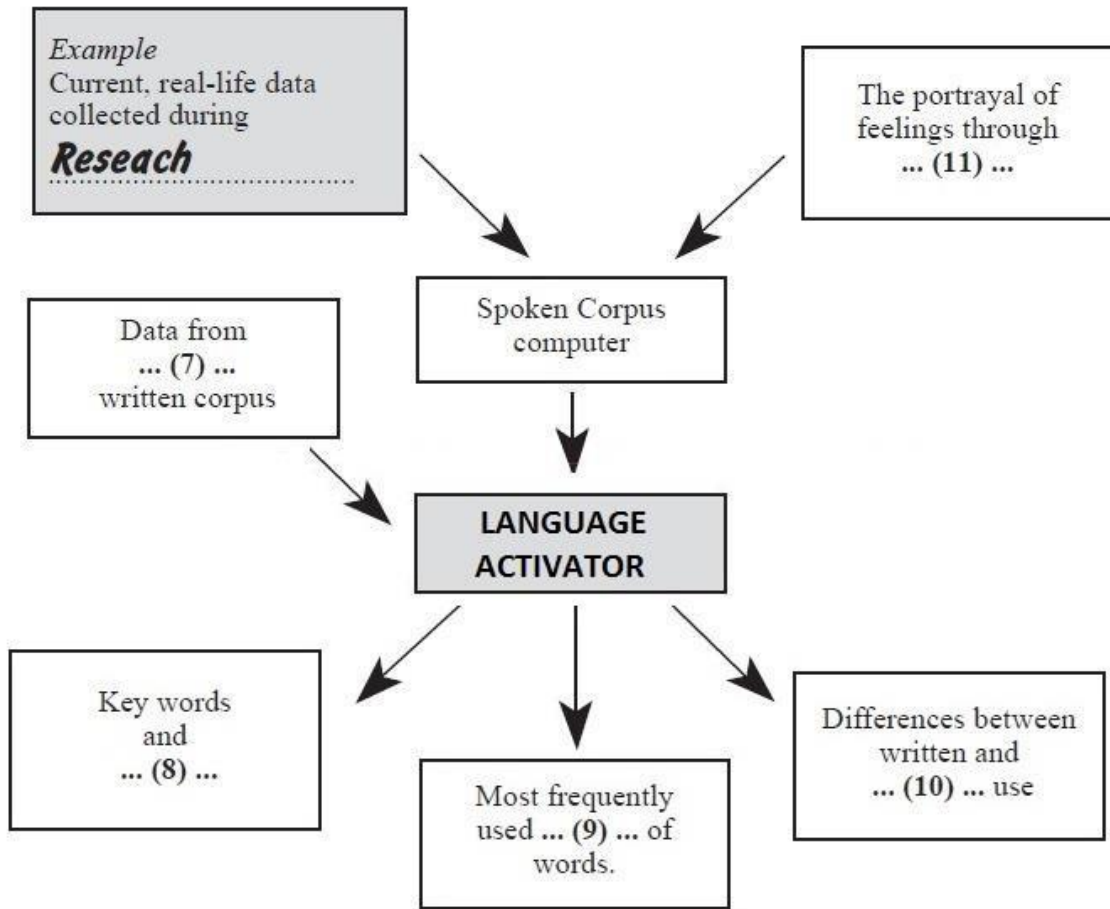 Example
Current, real-life data
collected during
Reseach
The portrayal of
feelings through
... (11) ...
Spoken Corpus
computer
Data from
... (7) ...
written corpus
LANGUAGE
ACTIVATOR
Key words
and
... (8) ...
Most frequently
used ... (9) ... of
words.
Differences between
written and
... (10) ... use